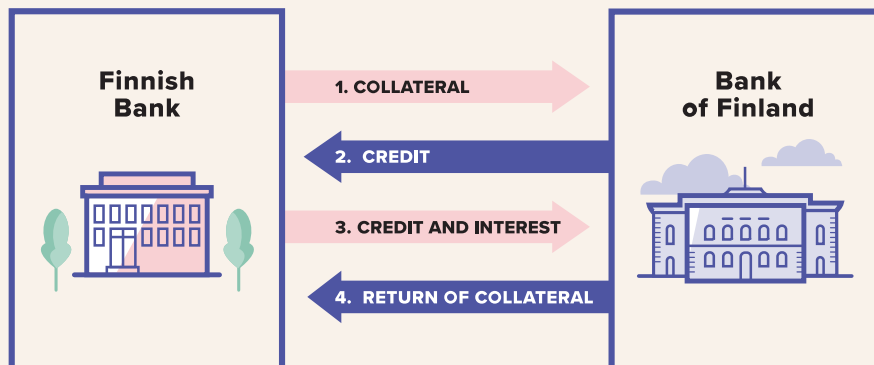 Finnish
Bank
1. COLLATERAL
2. CREDIT
3. CREDIT AND INTEREST
4. RETURN OF COLLATERAL
Bank
of Finland